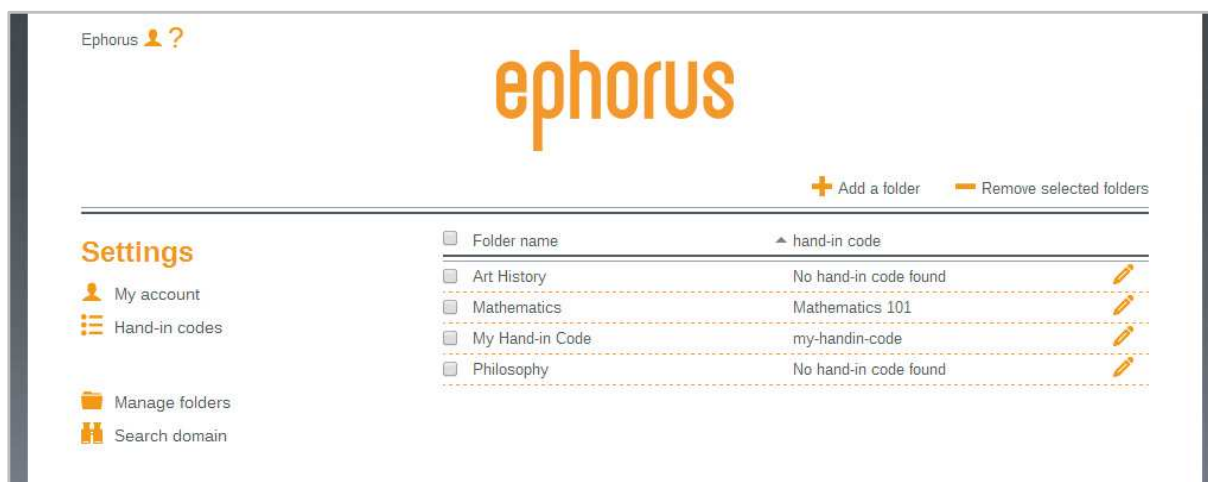 Ephorus ?
ephorus
Add a folder Remove selected folders
Settings
My account
Hand-in codes
Manage folders
Search domain
Folder name hand-in code
Art History No hand-in code found
Mathematics Mathematics 101
My Hand-in Code my-handin-code
Philosophy No hand-in code found